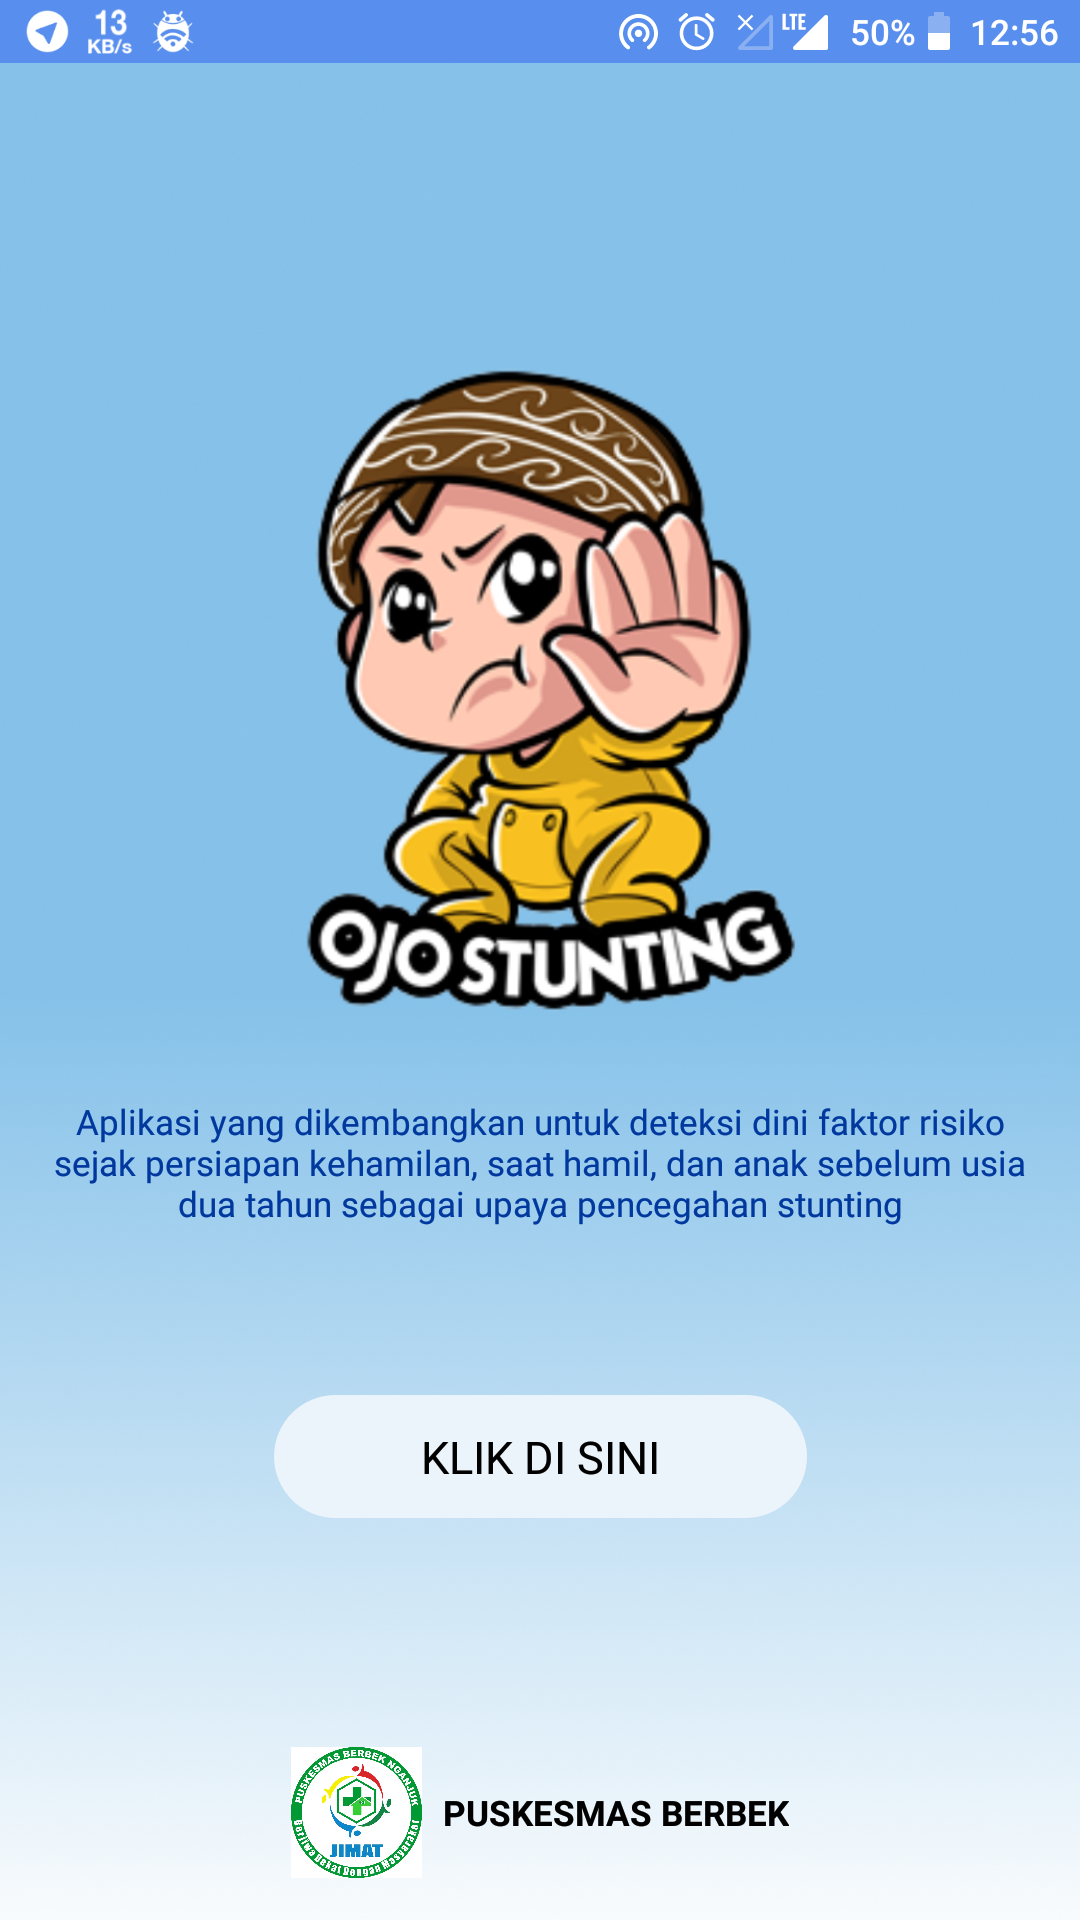 13
KB/s
LTE
50%
12:56
OJO STUNTING
Aplikasi yang dikembangkan untuk deteksi dini faktor risiko
sejak persiapan kehamilan, saat hamil, dan anak sebelum usia
dua tahun sebagai upaya pencegahan stunting
KLIK DI SINI
PUSKESMAS BERBEK NGANJUK
JIMAT
Berjiwa Dekat Dengan Masyarakat
PUSKESMAS BERBEK